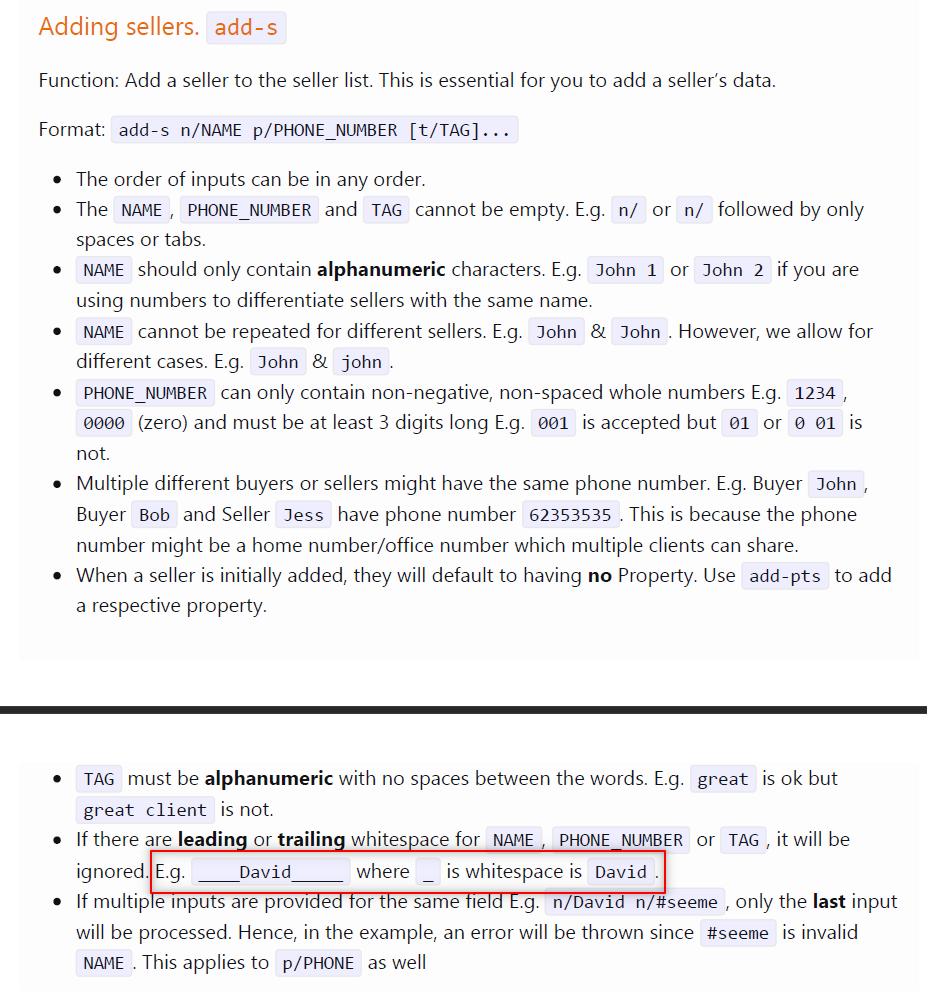 Adding sellers. add-s
Function: Add a seller to the seller list. This is essential for you to add a seller’s data.
Format: add-s n/NAME p/PHONE_NUMBER [t/TAG]...
• The order of inputs can be in any order.
• The NAME, PHONE_NUMBER and TAG cannot be empty. E.g. n/ or n/ followed by only
spaces or tabs.
• NAME should only contain alphanumeric characters. E.g. John 1 or John 2 if you are
using numbers to differentiate sellers with the same name.
• NAME cannot be repeated for different sellers. E.g. John & John. However, we allow for
different cases. E.g. John & john.
• PHONE_NUMBER can only contain non-negative, non-spaced whole numbers E.g. 1234,
0000 (zero) and must be at least 3 digits long E.g. 001 is accepted but 01 or 0 01 is
not.
• Multiple different buyers or sellers might have the same phone number. E.g. Buyer John,
Buyer Bob and Seller Jess have phone number 62353535. This is because the phone
number might be a home number/office number which multiple clients can share.
• When a seller is initially added, they will default to having no Property. Use add-pts to add
a respective property.
• TAG must be alphanumeric with no spaces between the words. E.g. great is ok but
great client is not.
• If there are leading or trailing whitespace for NAME, PHONE_NUMBER or TAG, it will be
ignored. E.g. ____David_____ where _ is whitespace is David.
• If multiple inputs are provided for the same field E.g. n/David n/#seeme, only the last input
will be processed. Hence, in the example, an error will be thrown since #seeme is invalid
NAME. This applies to p/PHONE as well